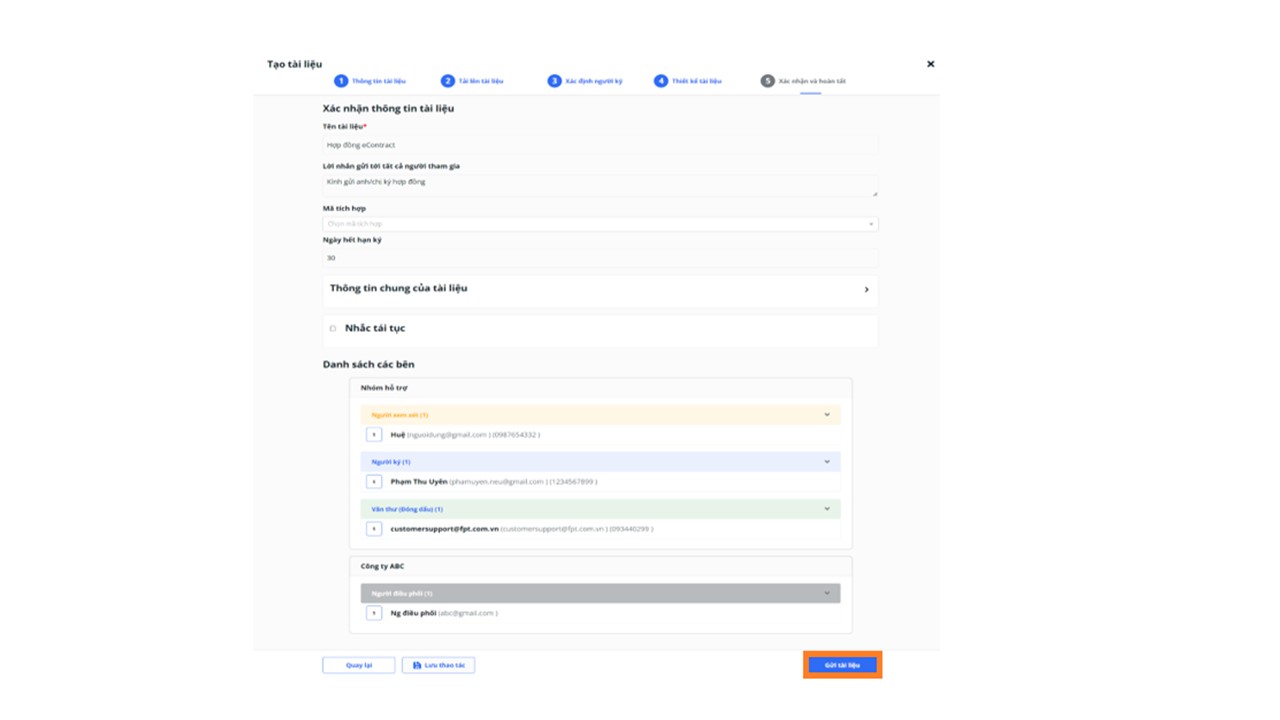 Tạo tài liệu
1 Thông tin tài liệu 2 Tải lên tài liệu 3 Xác định người ký 4 Thiết kế tài liệu 5 Xác nhận và hoàn tất
Xác nhận thông tin tài liệu
Tên tài liệu*
Hợp đồng eContract
Lời nhắn gửi tới tất cả người tham gia
Kính gửi anh/chị ký hợp đồng
Mã tích hợp
Chọn mã tích hợp
Ngày hết hạn ký
30
Thông tin chung của tài liệu
Nhắc tái tục
Danh sách các bên
Nhóm hỗ trợ
Người xem xét (1)
Huệ (nguoidung@gmail.com ) (0987654332 )
Người ký (1)
Phạm Thu Uyên (phamuyen.neu@gmail.com ) (1234567899 )
Văn thư (Đóng dấu) (1)
customersupport@fpt.com.vn (customersupport@fpt.com.vn ) (093440299 )
Công ty ABC
Người điều phối (1)
Ng điều phối (abc@gmail.com )
Quay lại Lưu thao tác Gửi tài liệu